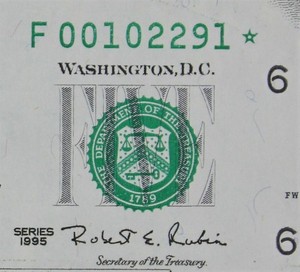 F 00102291 *
WASHINGTON, D.C.
6
FIVE
THE DEPARTMENT OF THE TREASURY
1789
FW
SERIES
1995
Robert E. Rubin
6
Secretary of the Treasury.